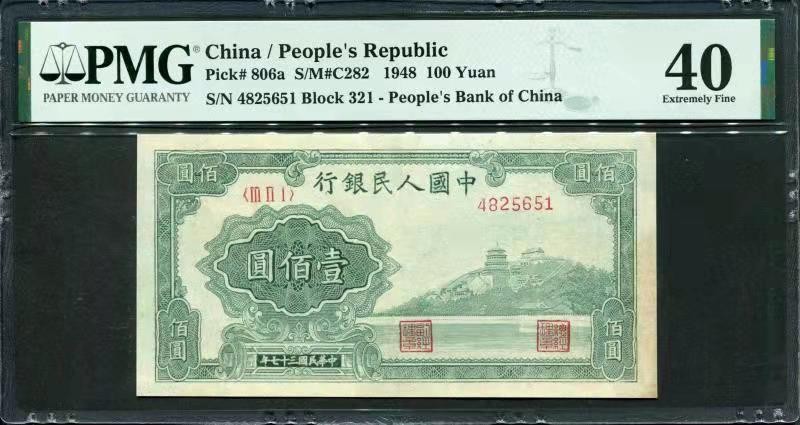 PMG
PAPER MONEY GUARANTY
China / People's Republic
Pick# 806a S/M#C282 1948 100 Yuan
S/N 4825651 Block 321 - People's Bank of China
40
Extremely Fine
佰圓
行銀民人國中
佰圓
〈III II I〉
4825651
圓佰壹
佰圓
年七十三國民華中
佰圓